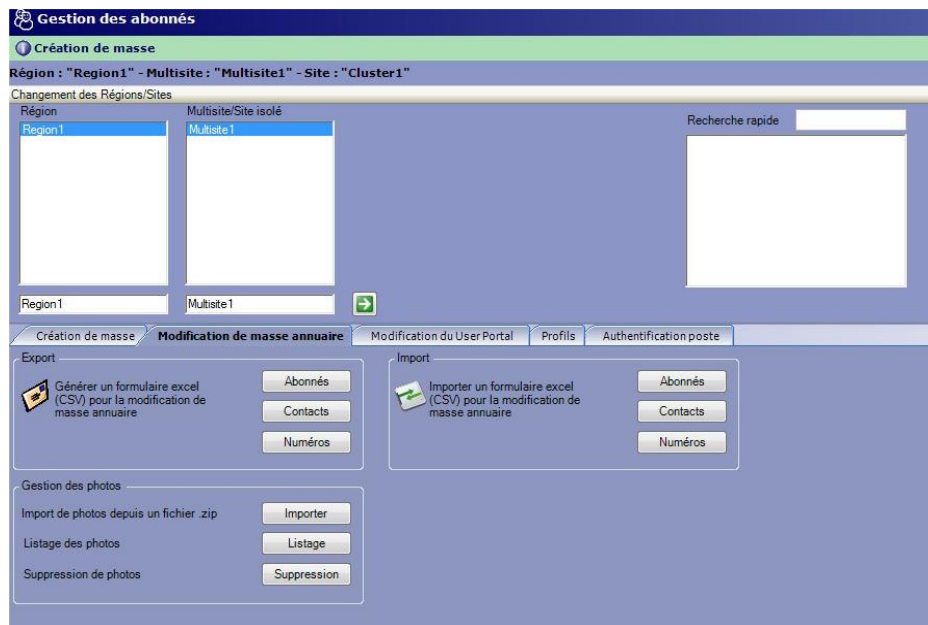 Gestion des abonnés
Création de masse
Région : "Region1" - Multisite : "Multisite1" - Site : "Cluster1"
Changement des Régions/Sites
Région
Multisite/Site isolé
Recherche rapide
Region1
Multisite1
Region1
Multisite1
Création de masse
Modification de masse annuaire
Modification du User Portal
Profils
Authentification poste
Export
Générer un formulaire excel
(CSV) pour la modification de
masse annuaire
Abonnés
Contacts
Numéros
Import
Importer un formulaire excel
(CSV) pour la modification de
masse annuaire
Abonnés
Contacts
Numéros
Gestion des photos
Import de photos depuis un fichier .zip
Importer
Listage des photos
Listage
Suppression de photos
Suppression